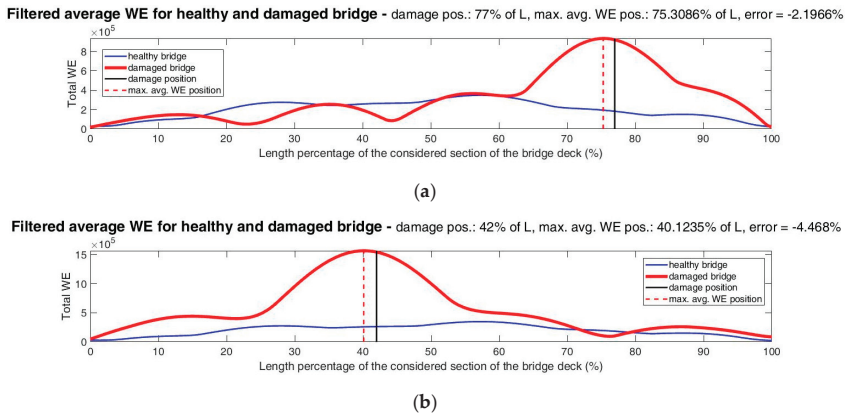 Filtered average WE for healthy and damaged bridge - damage pos.: 77% of L, max. avg. WE pos.: 75.3086% of L, error = -2.1966%
×10⁵
8
6
4
2
0
Total WE
healthy bridge
damaged bridge
damage position
max. avg. WE position
0 10 20 30 40 50 60 70 80 90 100
Length percentage of the considered section of the bridge deck (%)
(a)
Filtered average WE for healthy and damaged bridge - damage pos.: 42% of L, max. avg. WE pos.: 40.1235% of L, error = -4.468%
×10⁵
15
10
5
0
Total WE
healthy bridge
damaged bridge
damage position
max. avg. WE position
0 10 20 30 40 50 60 70 80 90 100
Length percentage of the considered section of the bridge deck (%)
(b)